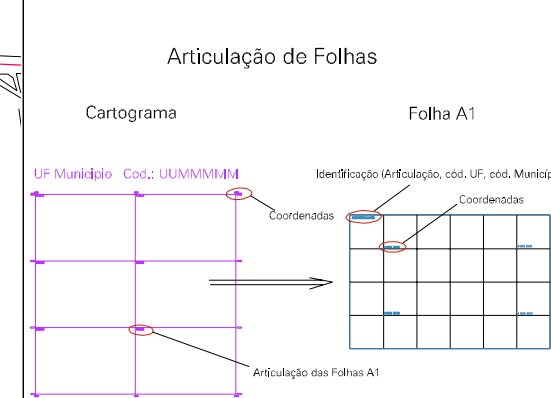 Articulação de Folhas
Cartograma
Folha A1
UF Municipio Cod.: UUMMMMM
Identificação (Articulação, cód. UF, cód. Municíp
Coordenadas
Coordenadas
Articulação das Folhas A1